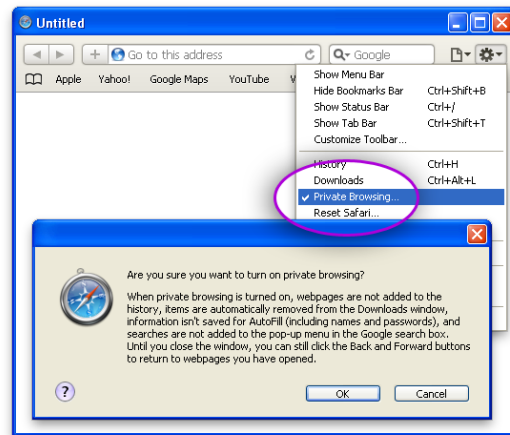 Untitled
Go to this address
Google
Apple Yahoo! Google Maps YouTube
Show Menu Bar
Hide Bookmarks Bar Ctrl+Shift+B
Show Status Bar Ctrl+/
Show Tab Bar Ctrl+Shift+T
Customize Toolbar...
History Ctrl+H
Downloads Ctrl+Alt+L
Private Browsing...
Reset Safari...
Are you sure you want to turn on private browsing?
When private browsing is turned on, webpages are not added to the
history, items are automatically removed from the Downloads window,
information isn't saved for AutoFill (including names and passwords), and
searches are not added to the pop-up menu in the Google search box.
Until you close the window, you can still click the Back and Forward buttons
to return to webpages you have opened.
?
OK Cancel